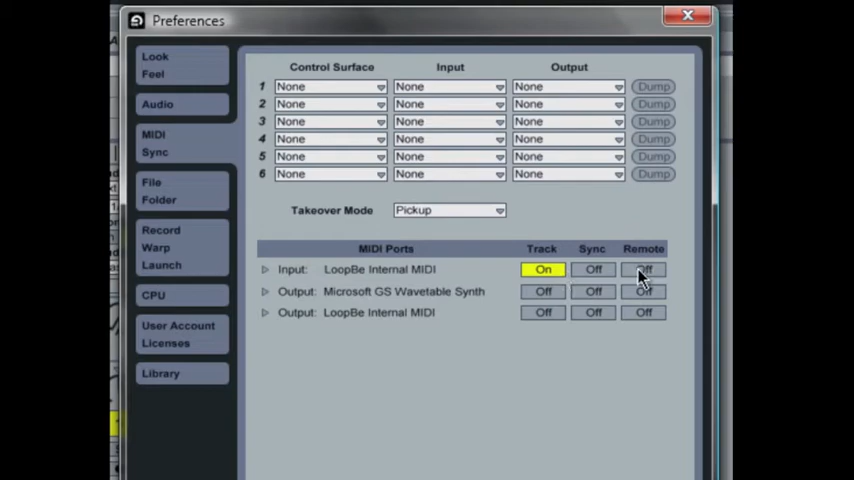 Preferences
Look
Feel
Audio
MIDI
Sync
File
Folder
Record
Warp
Launch
CPU
User Account
Licenses
Library
Control Surface Input Output
1 None None None Dump
2 None None None Dump
3 None None None Dump
4 None None None Dump
5 None None None Dump
6 None None None Dump
Takeover Mode Pickup
MIDI Ports Track Sync Remote
Input: LoopBe Internal MIDI On Off Off
Output: Microsoft GS Wavetable Synth Off Off Off
Output: LoopBe Internal MIDI Off Off Off